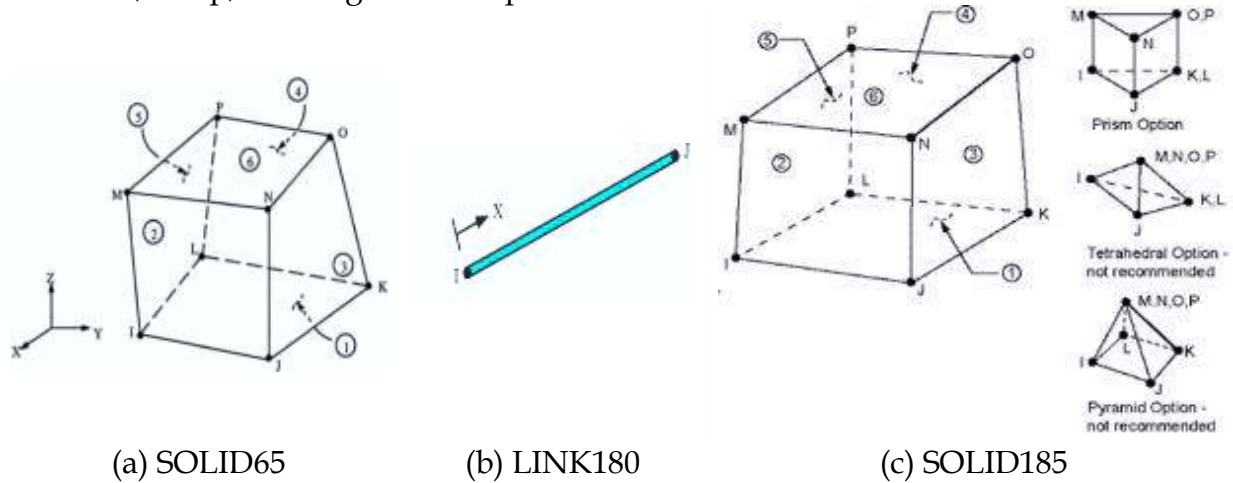 P
④
O
⑤
⑥
M
N
②
L
③
K
Z
I
Y
X
J
①
X
I
J
④
P
⑤
O
⑥
M
N
②
③
L
K
I
J
①
M
O,P
N
I
K,L
J
Prism Option
M,N,O,P
I
K,L
J
Tetrahedral Option -
not recommended
M,N,O,P
L
K
I
J
Pyramid Option -
not recommended
(a) SOLID65 (b) LINK180 (c) SOLID185